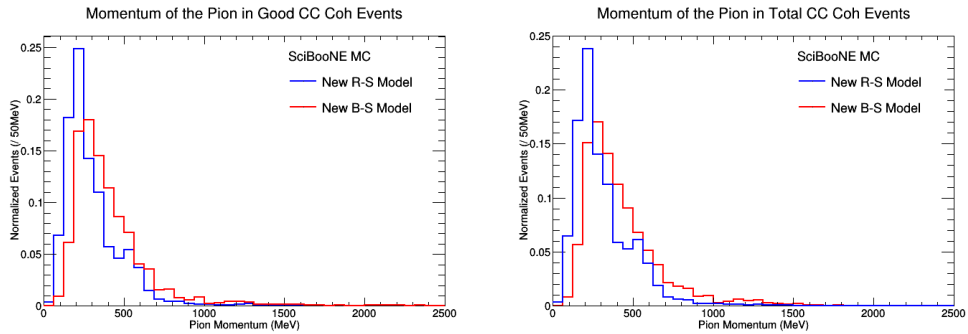 Momentum of the Pion in Good CC Coh Events
SciBooNE MC
New R-S Model
New B-S Model
Normalized Events (/ 50MeV)
0.25
0.2
0.15
0.1
0.05
0
0 500 1000 1500 2000 2500
Pion Momentum (MeV)
Momentum of the Pion in Total CC Coh Events
SciBooNE MC
New R-S Model
New B-S Model
Normalized Events (/ 50MeV)
0.25
0.2
0.15
0.1
0.05
0
0 500 1000 1500 2000 2500
Pion Momentum (MeV)